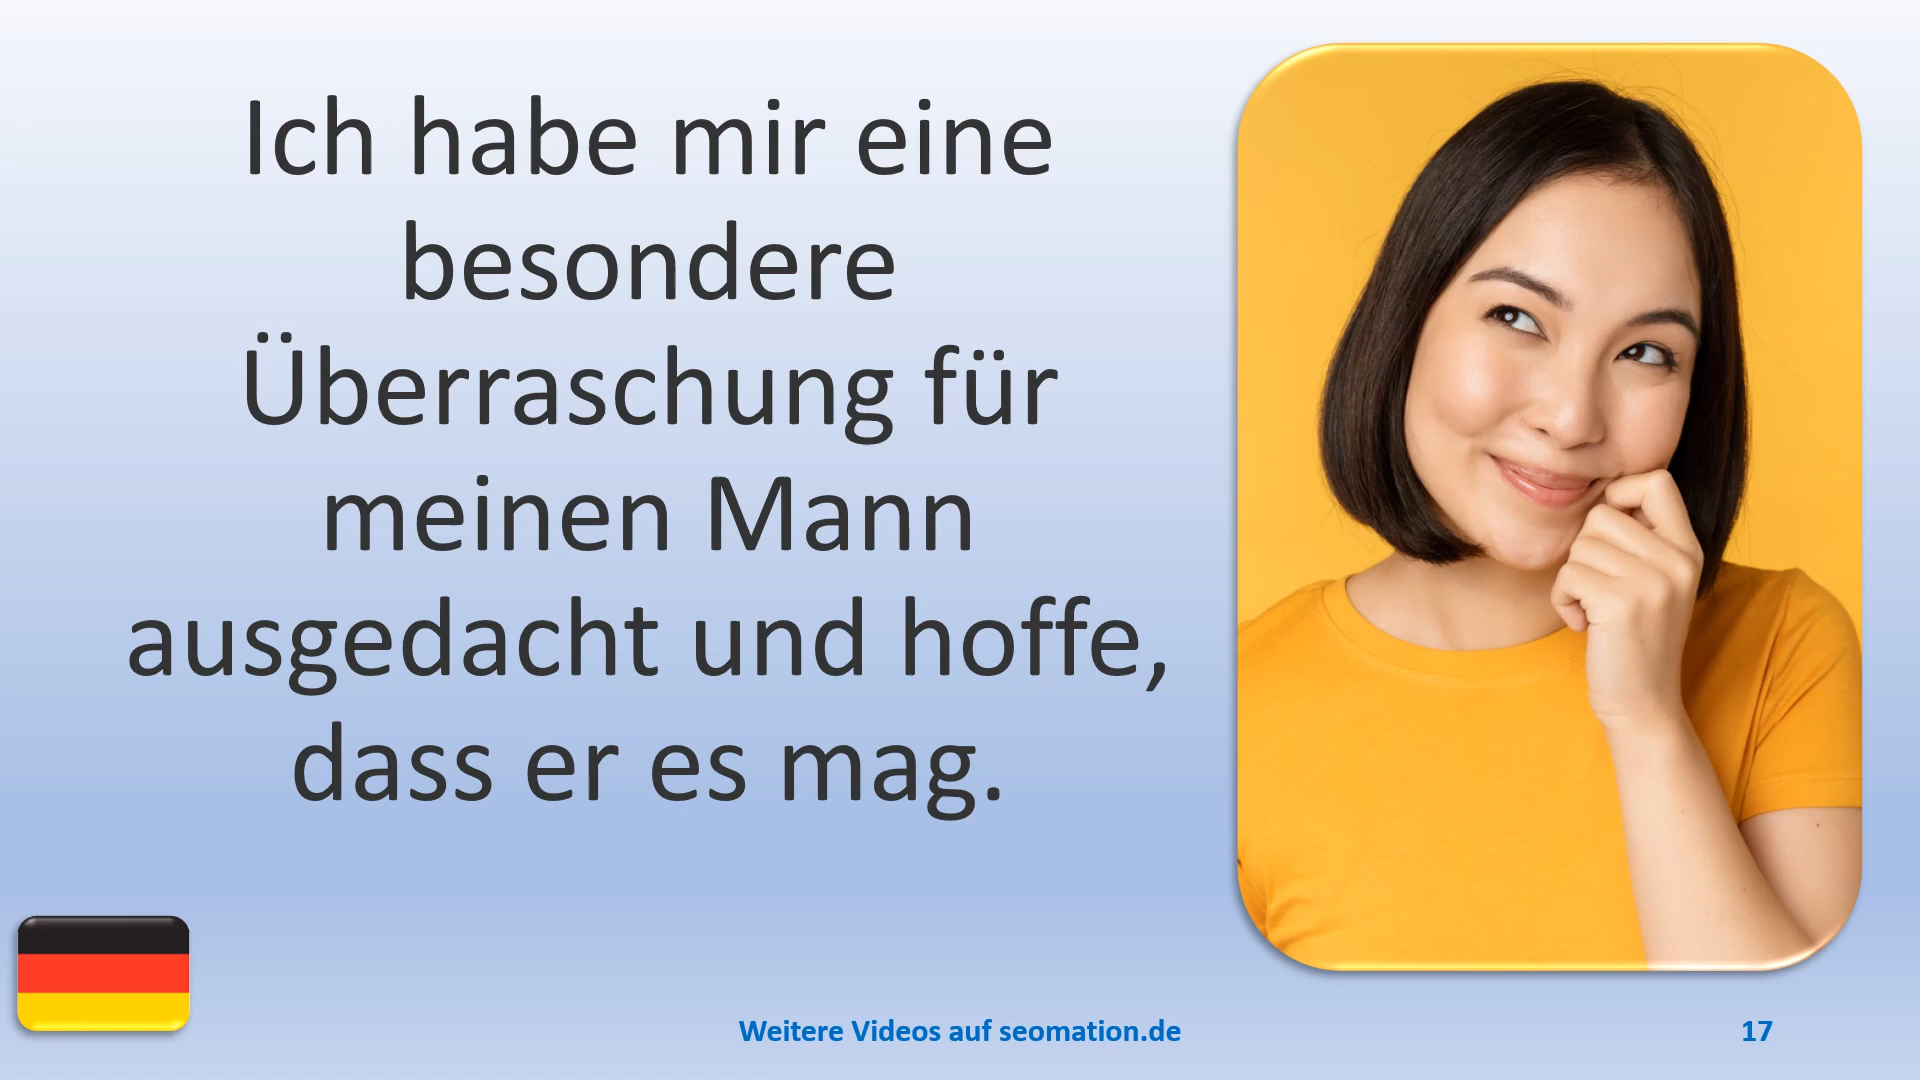 Ich habe mir eine
besondere
Überraschung für
meinen Mann
ausgedacht und hoffe,
dass er es mag.
Weitere Videos auf seomation.de
17